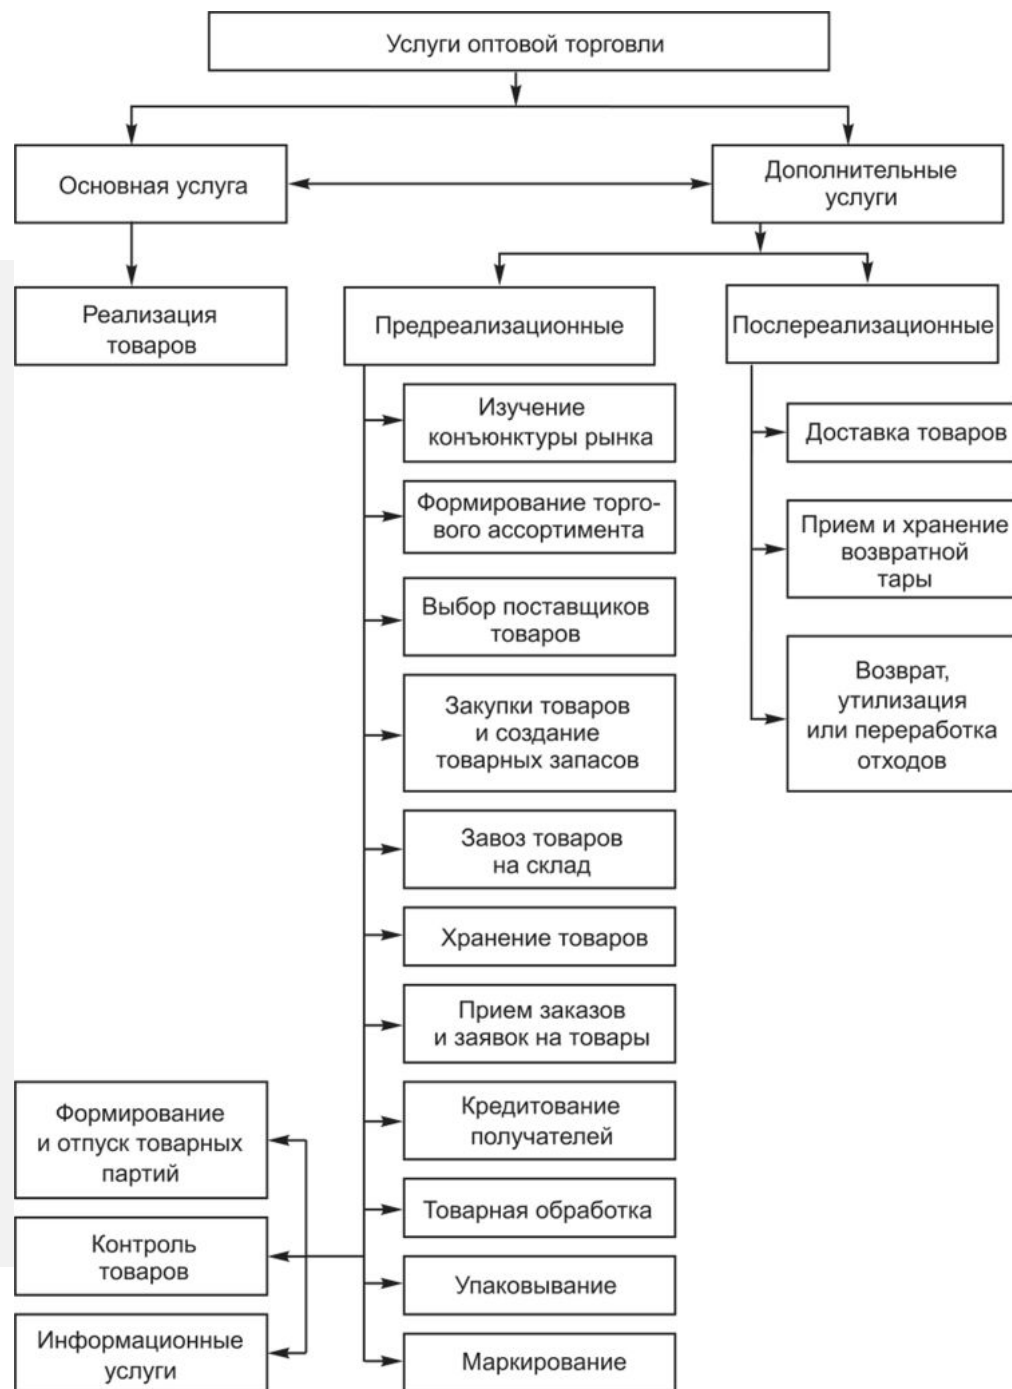 Услуги оптовой торговли
Основная услуга
Дополнительные
услуги
Реализация
товаров
Предреализационные
Послереализационные
Изучение
конъюнктуры рынка
Формирование торго-
вого ассортимента
Выбор поставщиков
товаров
Закупки товаров
и создание
товарных запасов
Завоз товаров
на склад
Хранение товаров
Прием заказов
и заявок на товары
Кредитование
получателей
Товарная обработка
Упаковывание
Маркирование
Формирование
и отпуск товарных
партий
Контроль
товаров
Информационные
услуги
Доставка товаров
Прием и хранение
возвратной
тары
Возврат,
утилизация
или переработка
отходов